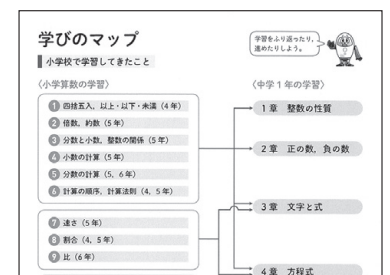 学びのマップ
学習をふり返ったり,
進めたりしよう。
小学校で学習してきたこと
〈小学算数の学習〉
〈中学1年の学習〉
1 四捨五入, 以上・以下・未満（4年）
2 倍数, 約数（5年）
3 分数と小数, 整数の関係（5年）
4 小数の計算（5年）
5 分数の計算（5, 6年）
6 計算の順序, 計算法則（4, 5年）
7 速さ（5年）
8 割合（4, 5年）
9 比（6年）
1章 整数の性質
2章 正の数, 負の数
3章 文字と式
4章 方程式